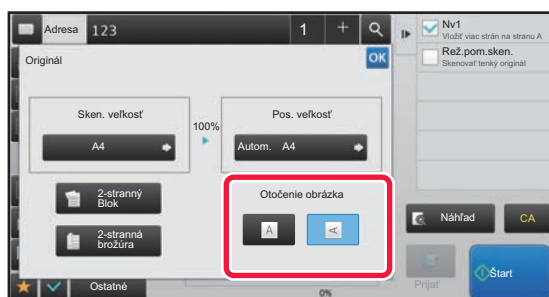 Adresa 123 1 +
Nv1
Vložiť viac strán na stranu A
Originál OK
Rež.pom.sken.
Skenovať tenký originál
Sken. veľkosť
Pos. veľkosť
100%
A4
Autom. A4
2-stranný
Blok
Otočenie obrázka
A A
2-stranná
brožúra
Náhľad CA
Ostatné
0%
Prijať
Štart